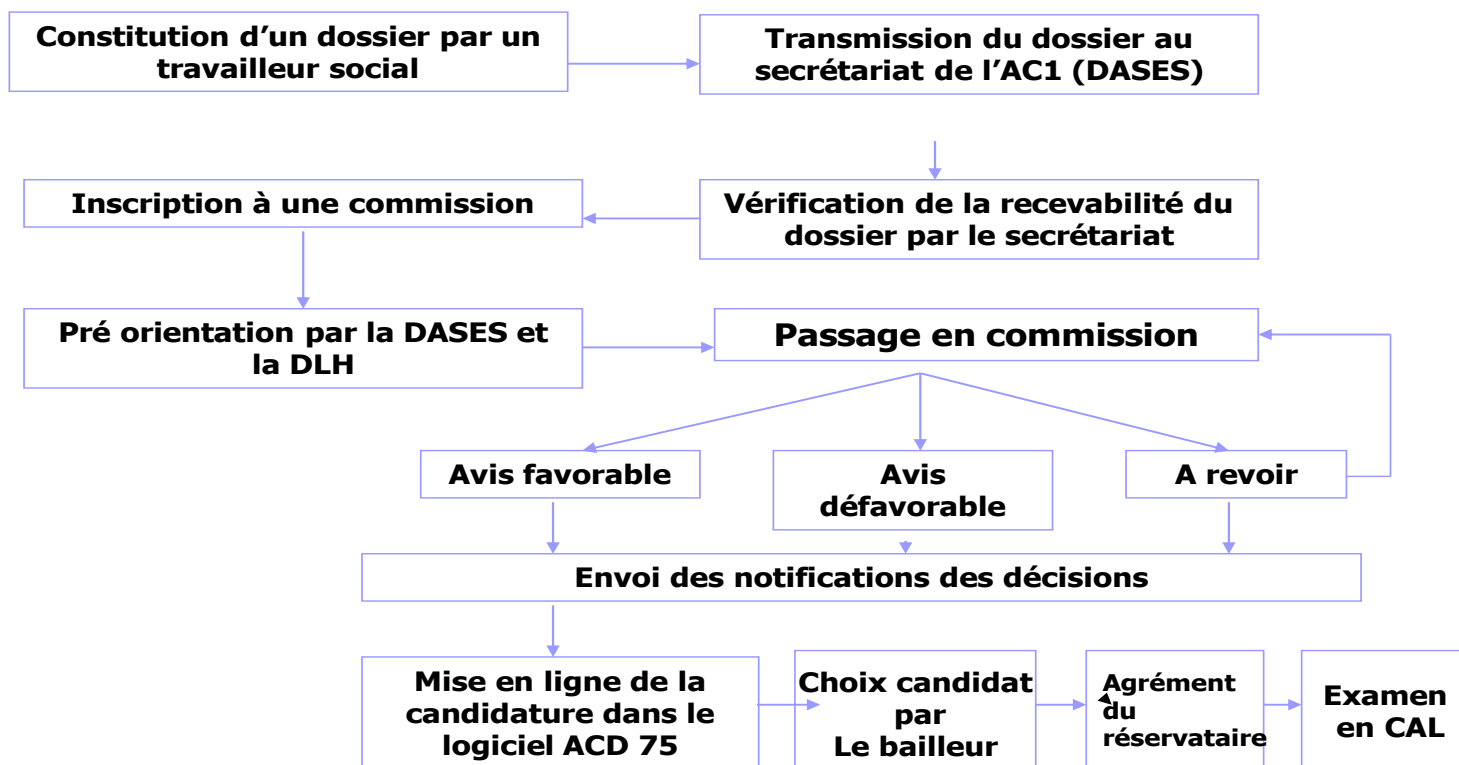 Constitution d’un dossier par un
travailleur social
Transmission du dossier au
secrétariat de l’AC1 (DASES)
Inscription à une commission
Vérification de la recevabilité du
dossier par le secrétariat
Pré orientation par la DASES et
la DLH
Passage en commission
Avis favorable
Avis
défavorable
A revoir
Envoi des notifications des décisions
Mise en ligne de la
candidature dans le
logiciel ACD 75
Choix candidat
par
Le bailleur
Agrément
du
réservataire
Examen
en CAL